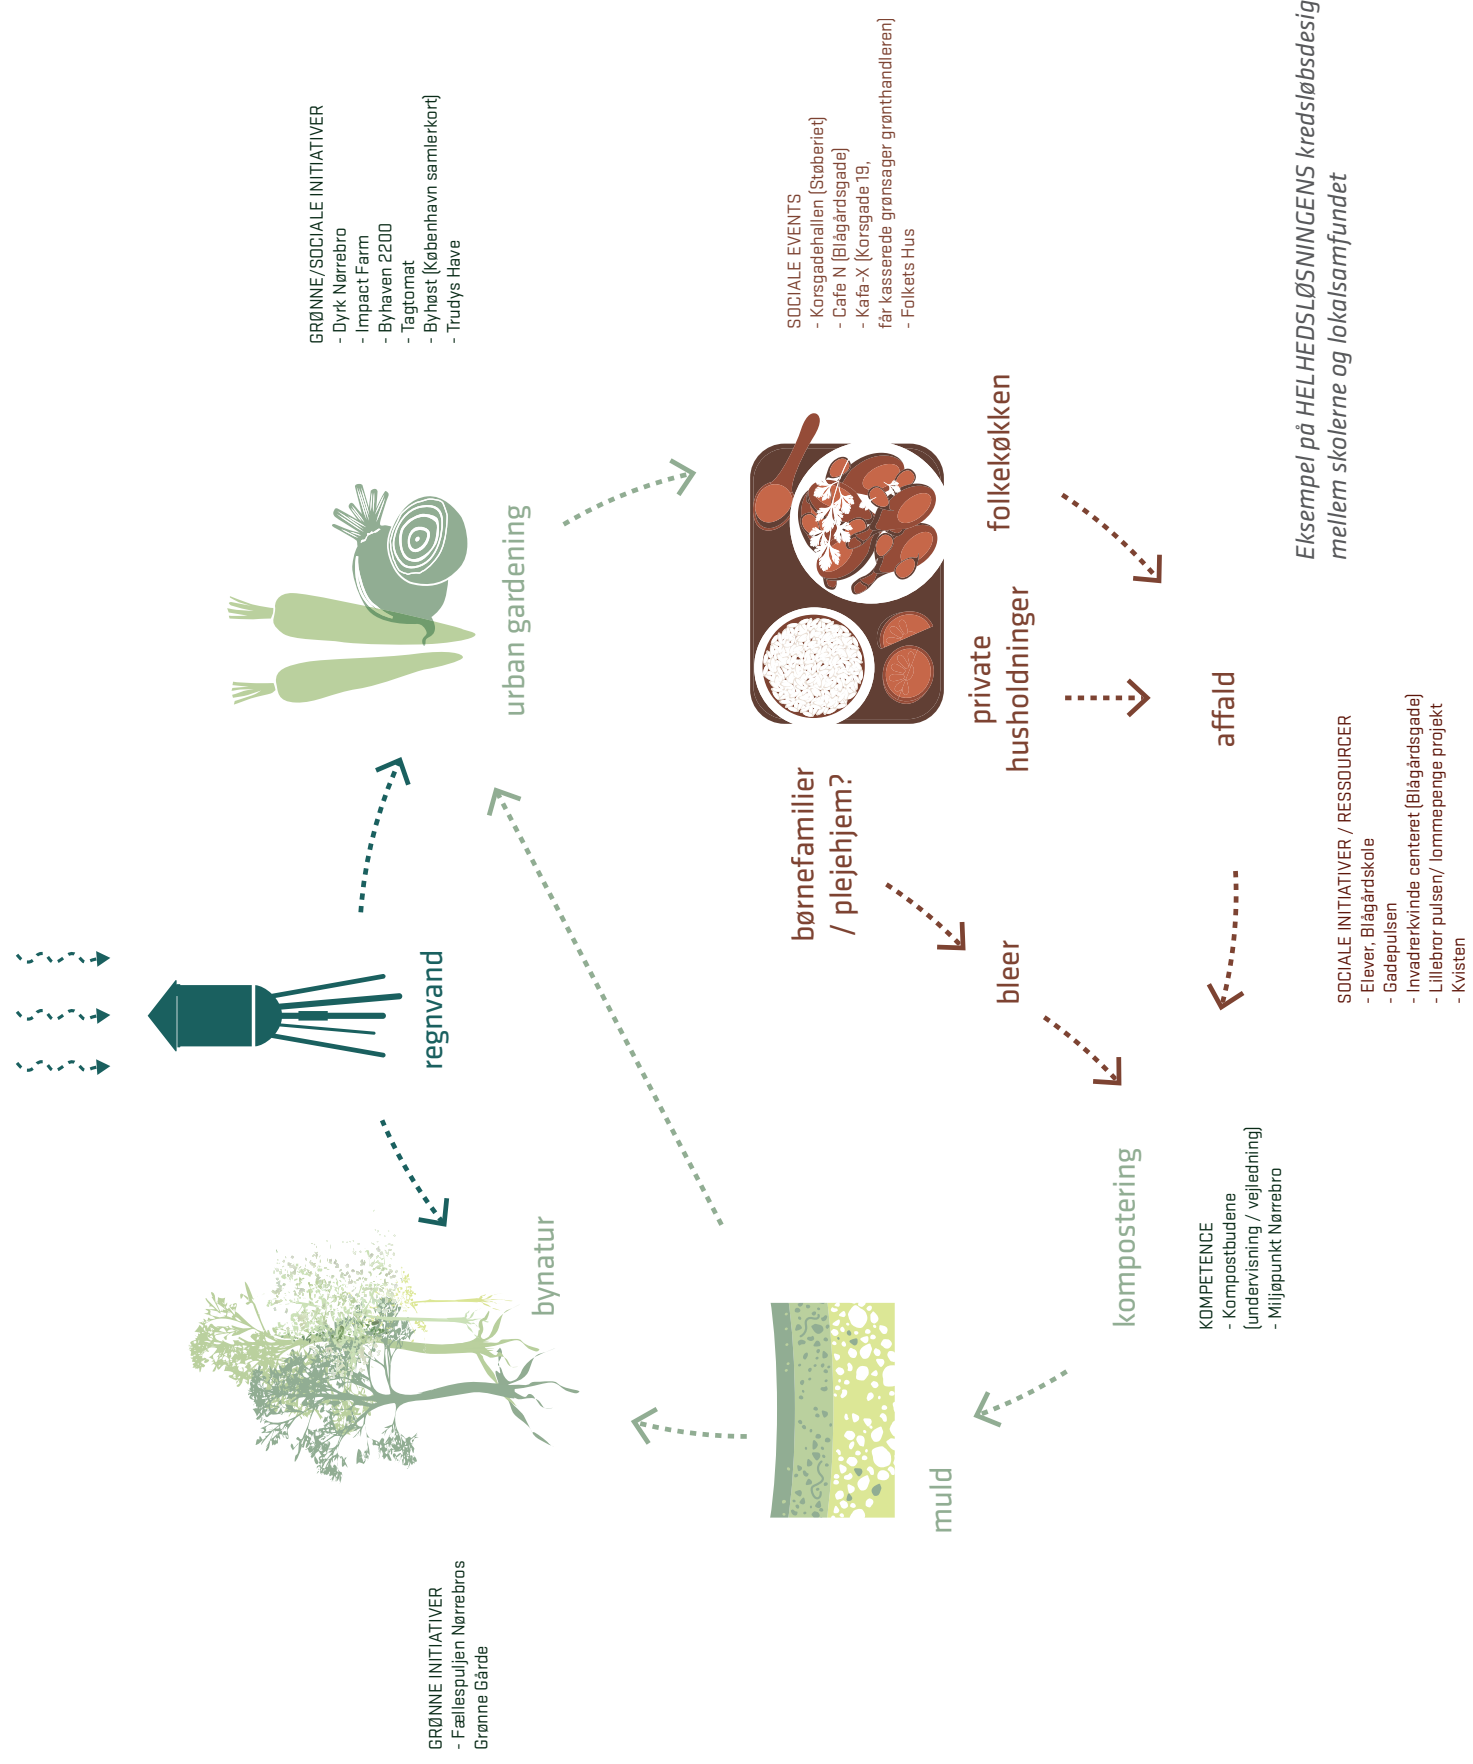 GRØNNE INITIATIVER
- Fællespuljen Nørrebros
Grønne Gårde
bynatur
regnvand
urban gardening
GRØNNE/SOCIALE INITIATIVER
- Dyrk Nørrebro
- Impact Farm
- Byhaven 2200
- Tagtomat
- Byhøst (København samlerkort)
- Trudys Have
SOCIALE EVENTS
- Korsgadehallen (Støberiet)
- Cafe N (Blågårdsgade)
- Kafa-X (Korsgade 19,
får kasserede grønsager grønthandleren)
- Folkets Hus
folkekøkken
private
husholdninger
børnefamilier
/ plejehjem?
bleer
affald
SOCIALE INITIATIVER / RESSOURCER
- Elever, Blågårdskole
- Gadepulsen
- Invadrerkvinde centeret (Blågårdsgade)
- Lillebror pulsen/ lommepenge projekt
- Kvisten
kompostering
KOMPETENCE
- Kompostbudene
(undervisning / vejledning)
- Miljøpunkt Nørrebro
muld
Eksempel på HELHEDSLØSNINGENS kredsløbsdesig
mellem skolerne og lokalsamfundet